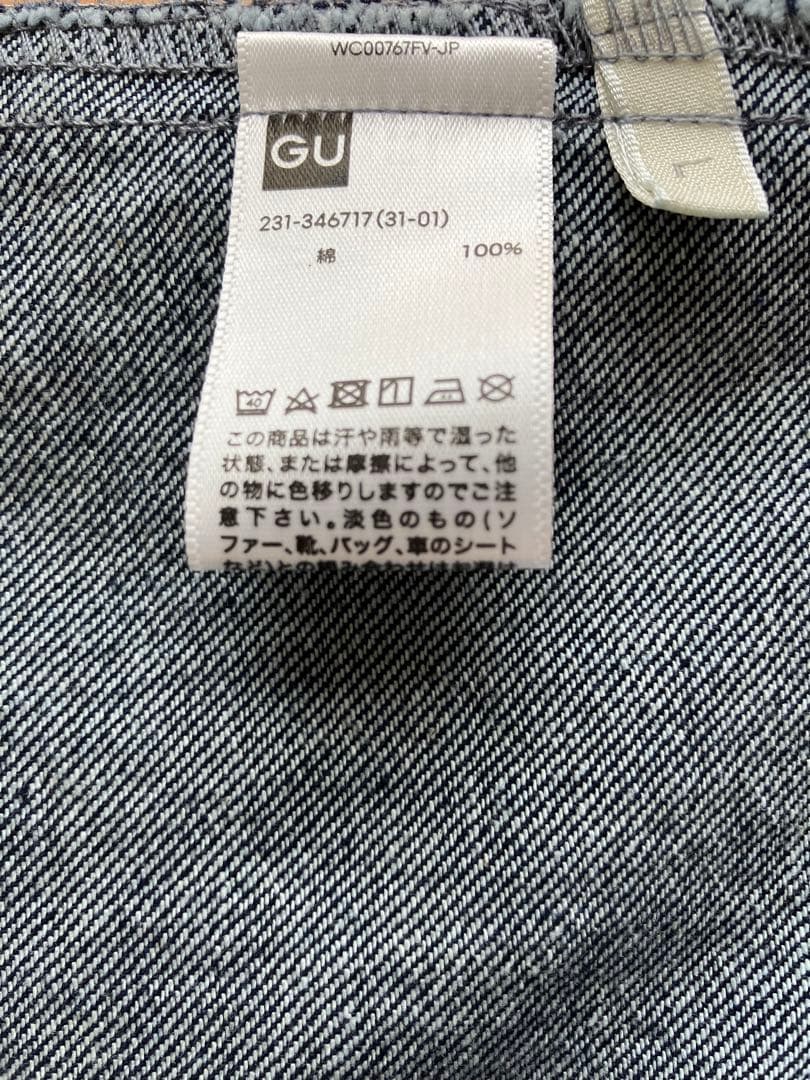 WC00767FV-JP
GU
231-346717(31-01)
綿 100%
40
この商品は汗や雨等で湿った
状態、または摩擦によって、他
の物に色移りしますのでご注
意下さい。淡色のもの(ソ
ファー、靴、バッグ、車のシート
L